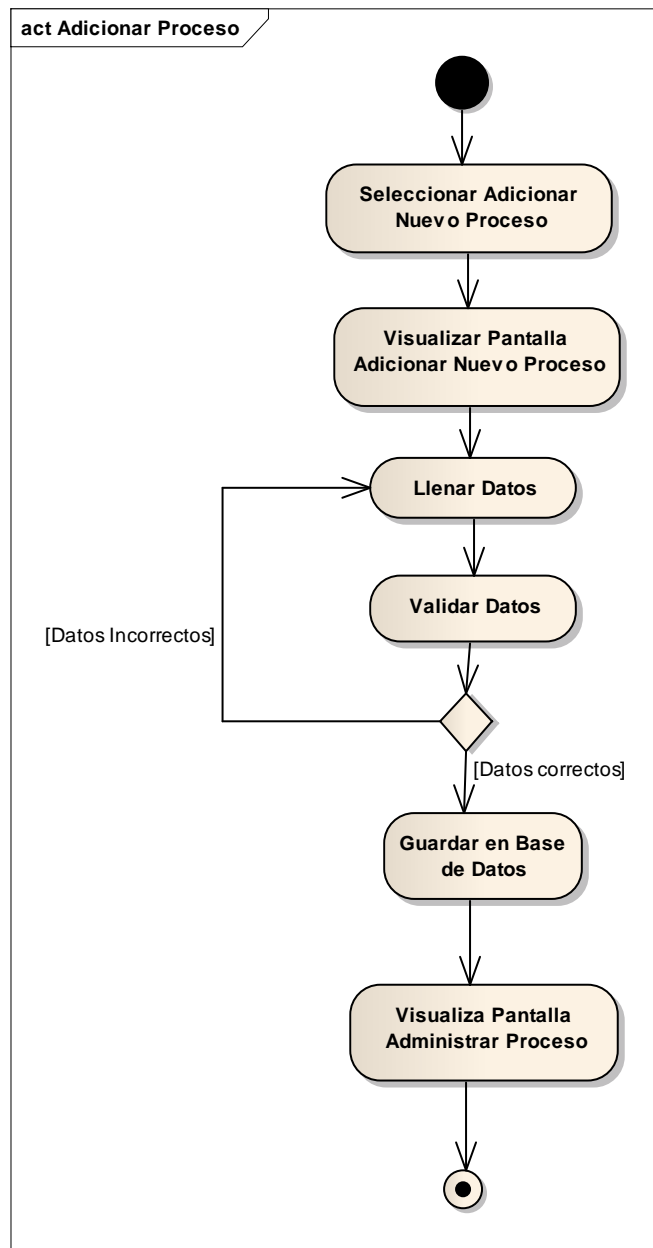 act Adicionar Proceso
Seleccionar Adicionar
Nuevo Proceso
Visualizar Pantalla
Adicionar Nuevo Proceso
Llenar Datos
Validar Datos
[Datos Incorrectos]
[Datos correctos]
Guardar en Base
de Datos
Visualiza Pantalla
Administrar Proceso